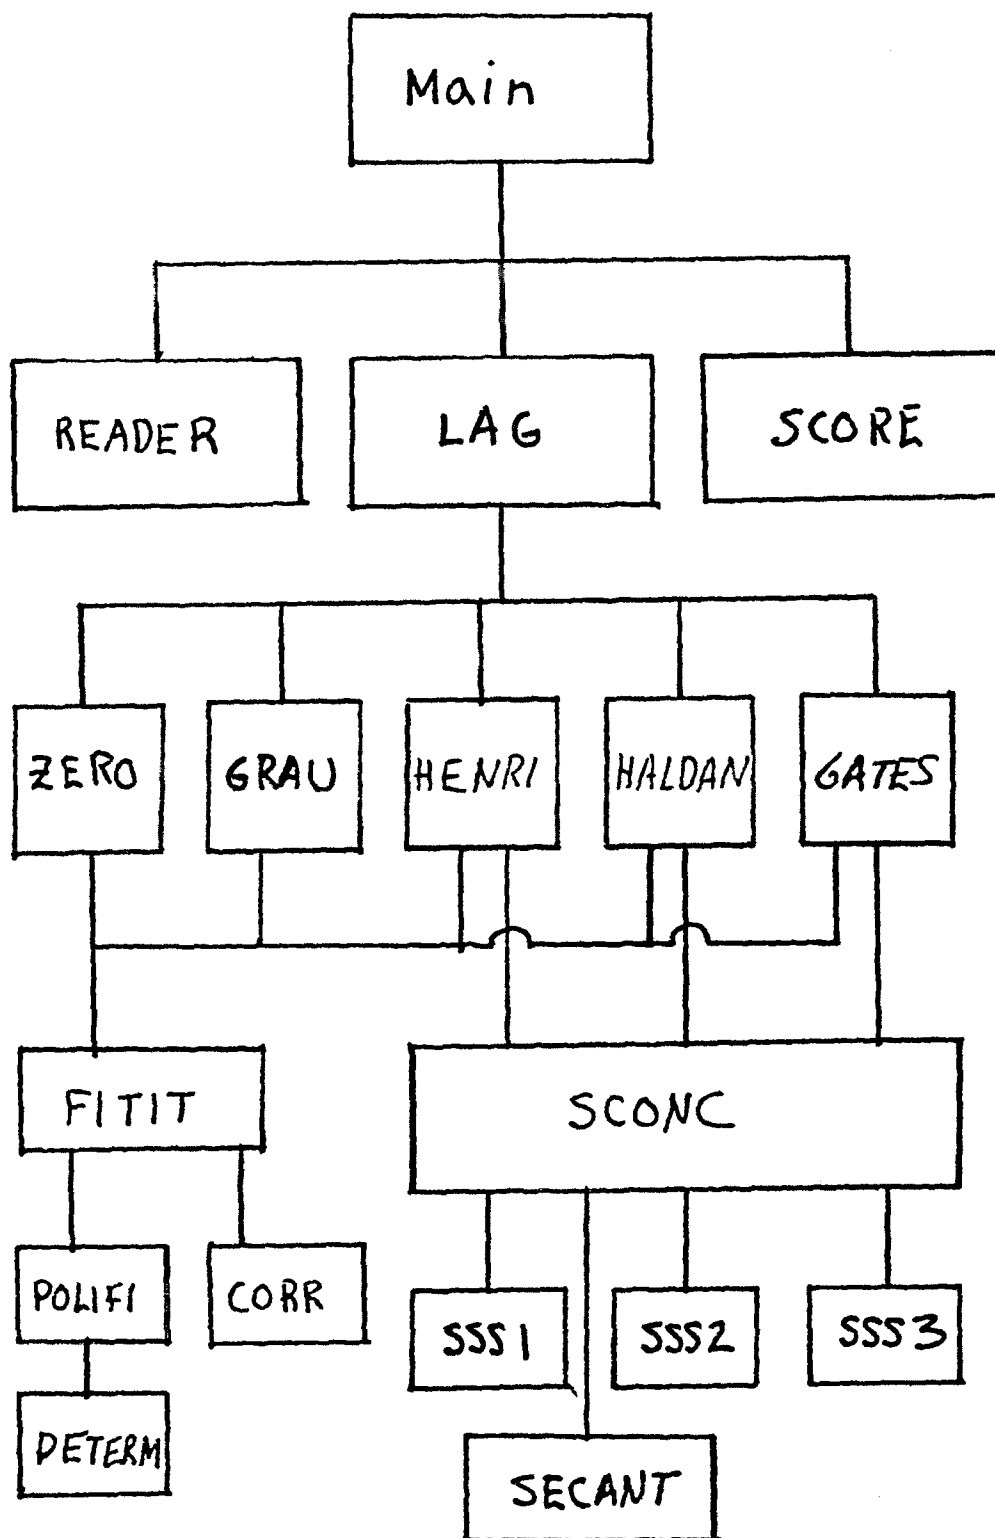 Main
READER
LAG
SCORE
ZERO
GRAU
HENRI
HALDAN
GATES
FITIT
SCONC
POLIFI
CORR
SSS1
SSS2
SSS3
DETERM
SECANT